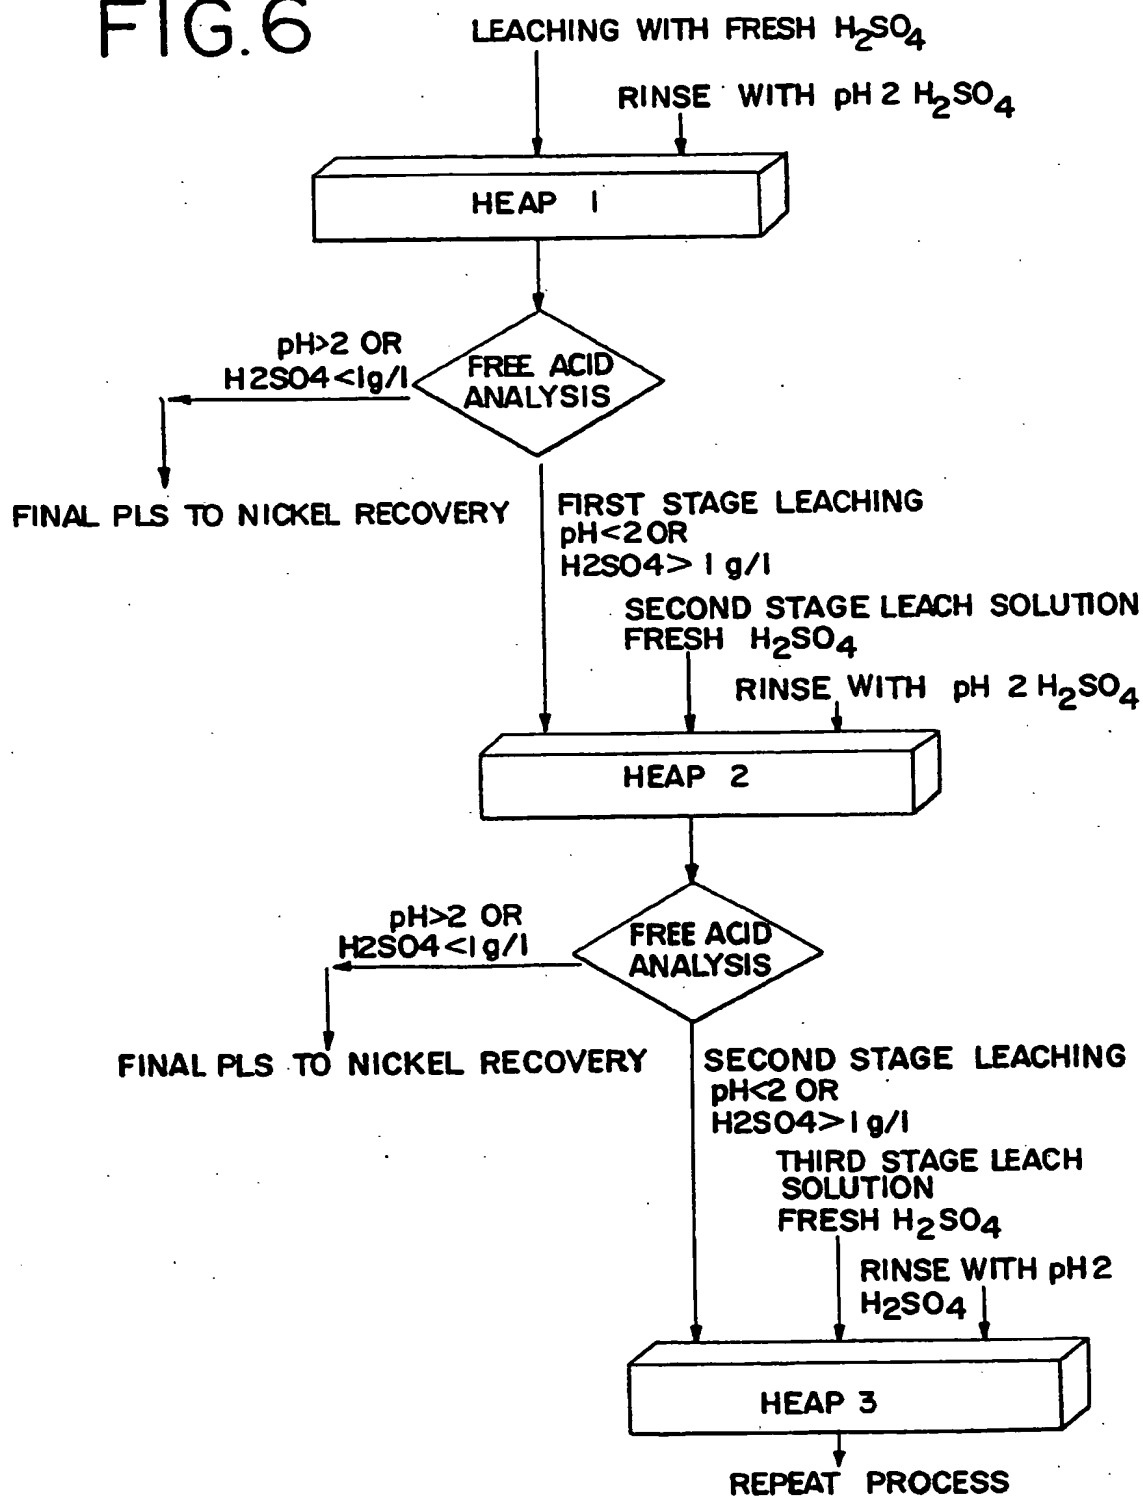 FIG.6
LEACHING WITH FRESH H2SO4
RINSE WITH pH 2 H2SO4
HEAP 1
pH>2 OR
H2SO4<1g/l
FREE ACID
ANALYSIS
FINAL PLS TO NICKEL RECOVERY
FIRST STAGE LEACHING
pH<2 OR
H2SO4> 1 g/l
SECOND STAGE LEACH SOLUTION
FRESH H2SO4
RINSE WITH pH 2 H2SO4
HEAP 2
pH>2 OR
H2SO4<1g/l
FREE ACID
ANALYSIS
FINAL PLS TO NICKEL RECOVERY
SECOND STAGE LEACHING
pH<2 OR
H2SO4>1g/l
THIRD STAGE LEACH
SOLUTION
FRESH H2SO4
RINSE WITH pH2
H2SO4
HEAP 3
REPEAT PROCESS